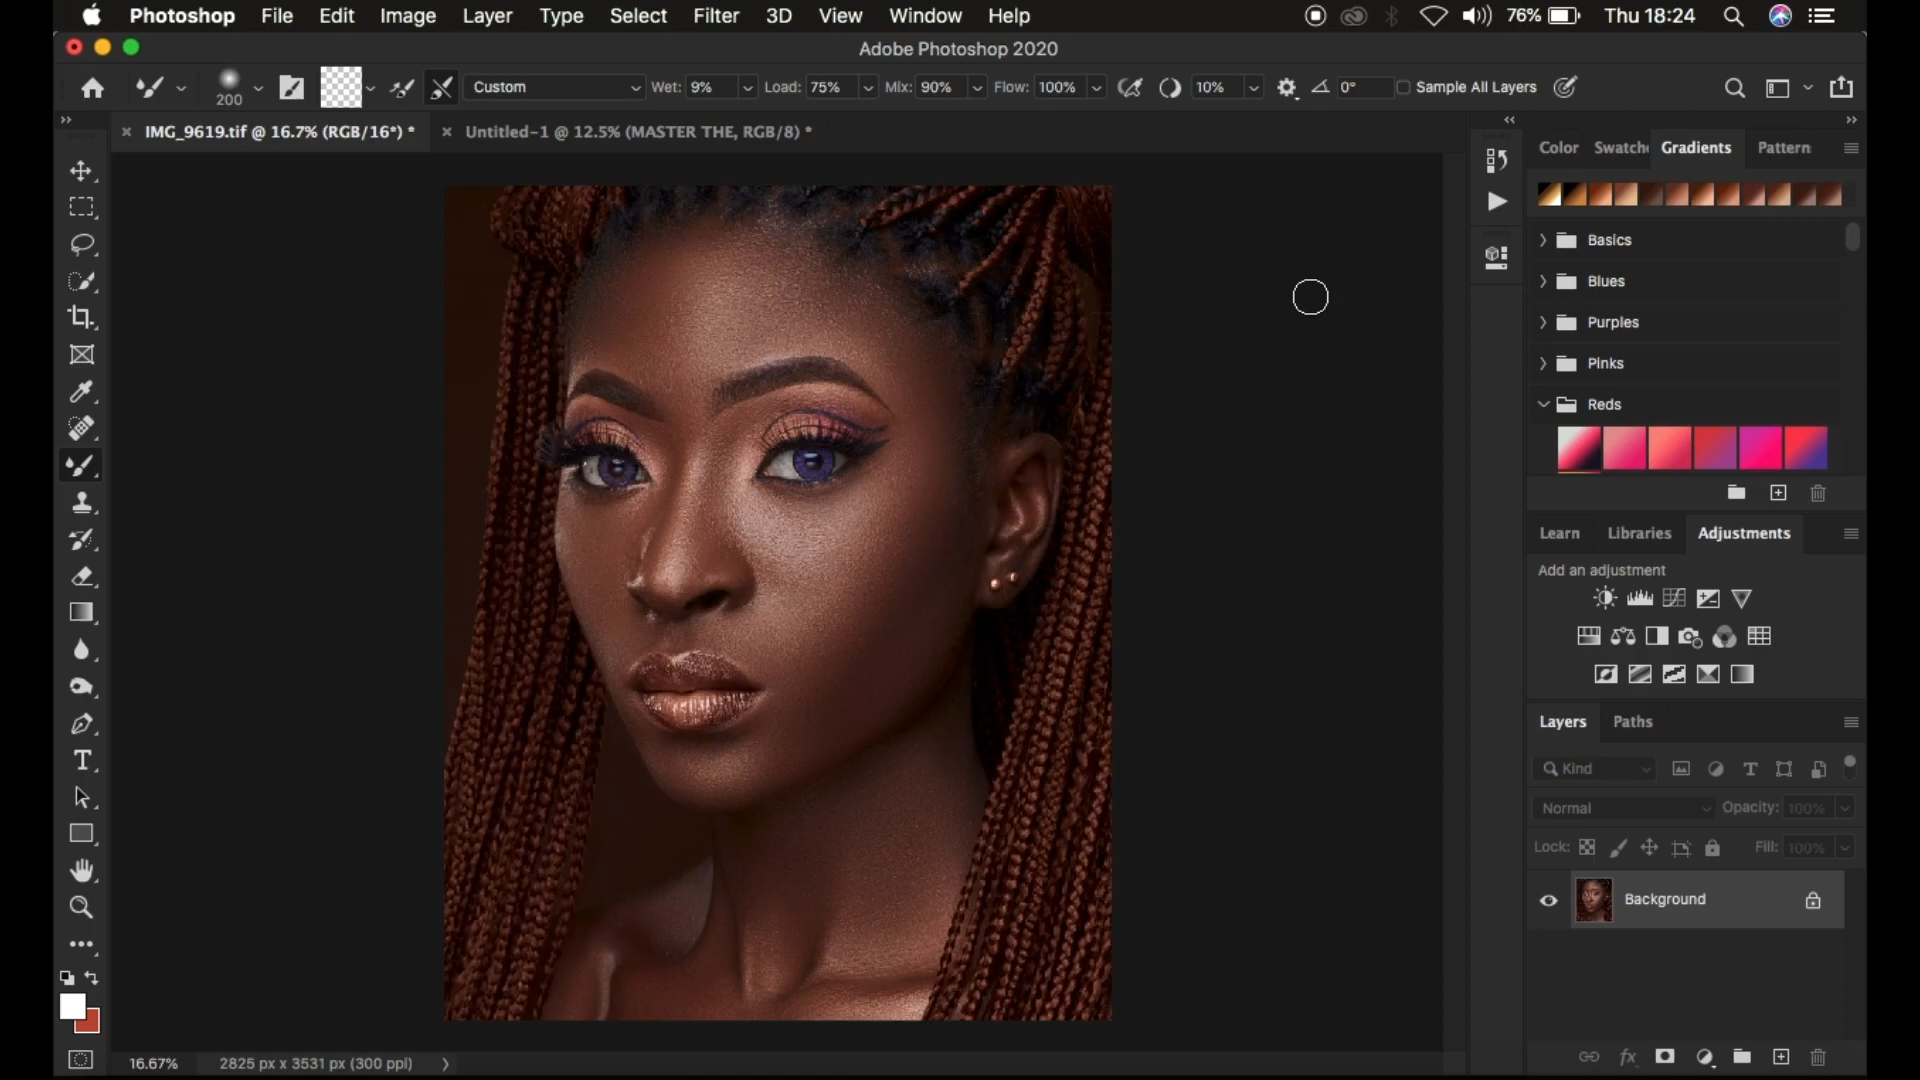 Photoshop File Edit Image Layer Type Select Filter 3D View Window Help 76% Thu 18:24
Adobe Photoshop 2020
200 Custom Wet: 9% Load: 75% Mix: 90% Flow: 100% 10% 0° Sample All Layers
IMG_9619.tif @ 16.7% (RGB/16*) * Untitled-1 @ 12.5% (MASTER THE, RGB/8) *
Color Swatche Gradients Pattern
Basics
Blues
Purples
Pinks
Reds
Learn Libraries Adjustments
Add an adjustment
Layers Paths
Kind
Normal Opacity: 100%
Lock: Fill: 100%
Background
fx
16.67% 2825 px x 3531 px (300 ppi)